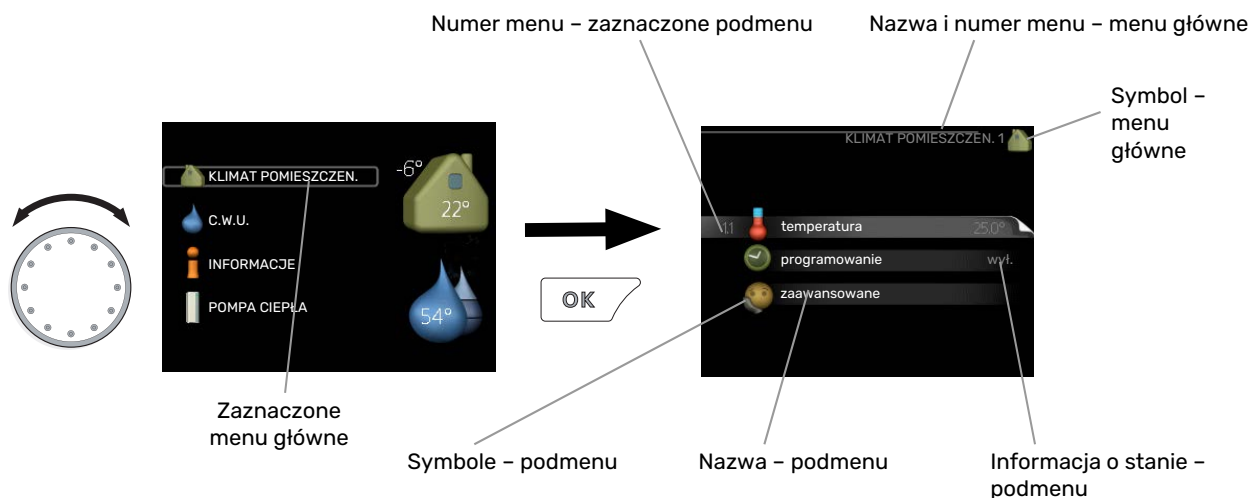 Numer menu – zaznaczone podmenu
Nazwa i numer menu – menu główne
Symbol –
menu
główne
KLIMAT POMIESZCZEN.
-6°
22°
C.W.U.
INFORMACJE
POMPA CIEPŁA
54°
OK
KLIMAT POMIESZCZEN. 1
1.1
temperatura
25,0°
programowanie
wył.
zaawansowane
Zaznaczone
menu główne
Symbole – podmenu
Nazwa – podmenu
Informacja o stanie –
podmenu